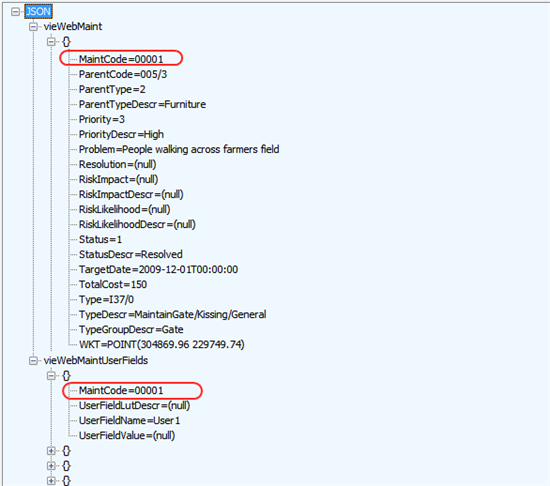 JSON
vieWebMaint
{}
MaintCode=00001
ParentCode=005/3
ParentType=2
ParentTypeDescr=Furniture
Priority=3
PriorityDescr=High
Problem=People walking across farmers field
Resolution=(null)
RiskImpact=(null)
RiskImpactDescr=(null)
RiskLikelihood=(null)
RiskLikelihoodDescr=(null)
Status=1
StatusDescr=Resolved
TargetDate=2009-12-01T00:00:00
TotalCost=150
Type=I37/0
TypeDescr=MaintainGate/Kissing/General
TypeGroupDescr=Gate
WKT=POINT(304869.96 229749.74)
vieWebMaintUserFields
{}
MaintCode=00001
UserFieldLutDescr=(null)
UserFieldName=User1
UserFieldValue=(null)
{}
{}
{}